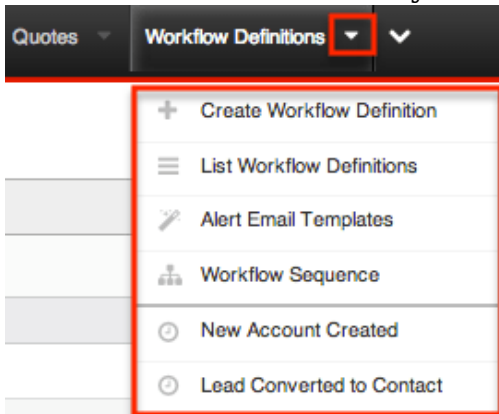 Quotes Workflow Definitions
Create Workflow Definition
List Workflow Definitions
Alert Email Templates
Workflow Sequence
New Account Created
Lead Converted to Contact